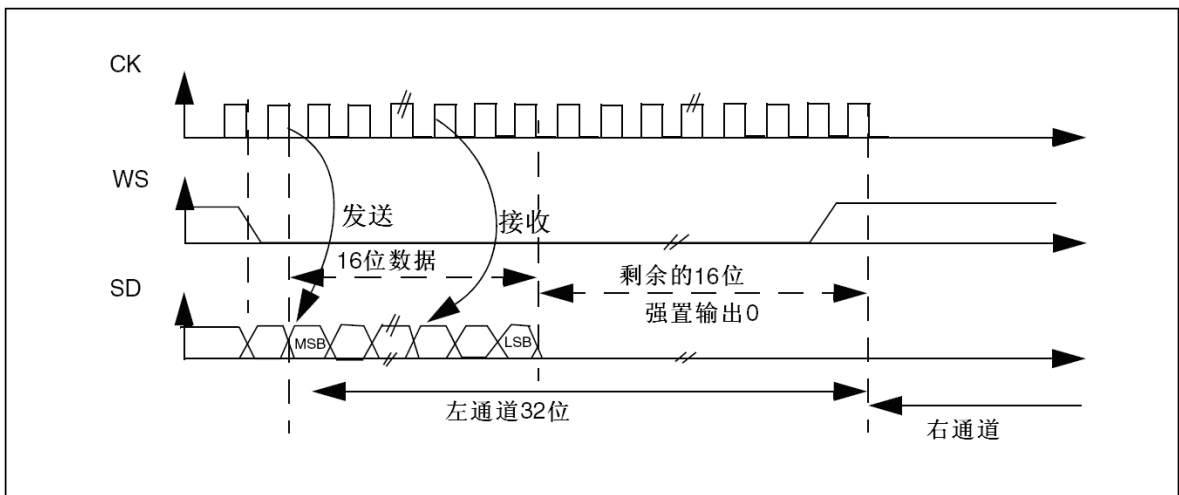 CK
WS
发送
接收
16位数据
剩余的16位
强置输出0
SD
MSB
LSB
左通道32位
右通道